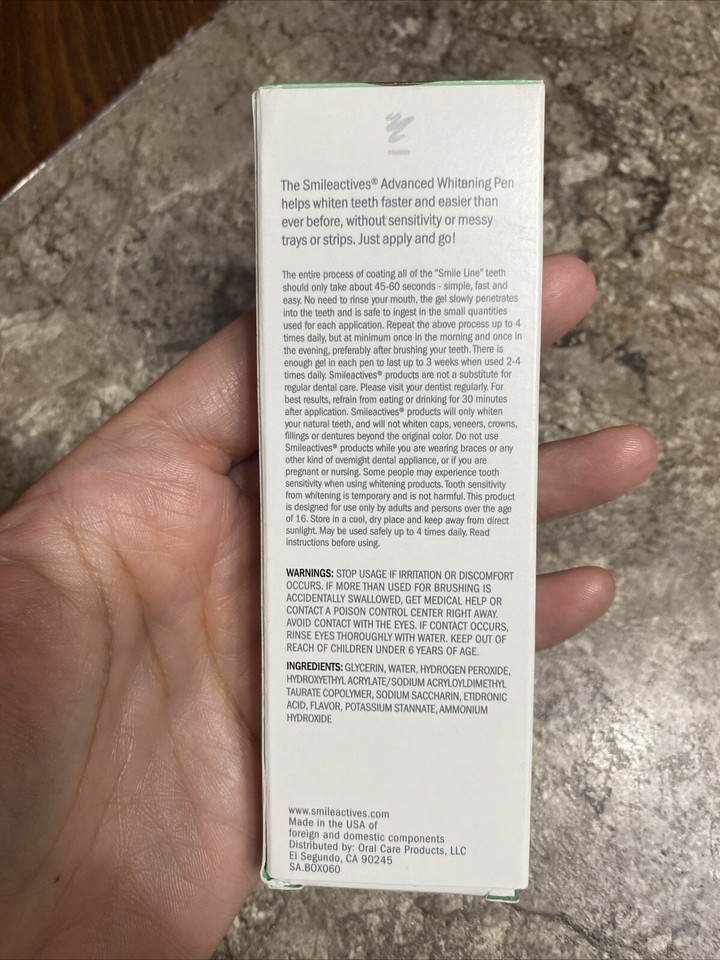 The Smileactives® Advanced Whitening Pen
helps whiten teeth faster and easier than
ever before, without sensitivity or messy
trays or strips. Just apply and go!
The entire process of coating all of the "Smile Line" teeth
should only take about 45-60 seconds - simple, fast and
easy. No need to rinse your mouth, the gel slowly penetrates
into the teeth and is safe to ingest in the small quantities
used for each application. Repeat the above process up to 4
times daily, but at minimum once in the morning and once in
the evening, preferably after brushing your teeth. There is
enough gel in each pen to last up to 3 weeks when used 2-4
times daily. Smileactives® products are not a substitute for
regular dental care. Please visit your dentist regularly. For
best results, refrain from eating or drinking for 30 minutes
after application. Smileactives® products will only whiten
your natural teeth, and will not whiten caps, veneers, crowns,
fillings or dentures beyond the original color. Do not use
Smileactives® products while you are wearing braces or any
other kind of overnight dental appliance, or if you are
pregnant or nursing. Some people may experience tooth
sensitivity when using whitening products. Tooth sensitivity
from whitening is temporary and is not harmful. This product
is designed for use only by adults and persons over the age
of 16. Store in a cool, dry place and keep away from direct
sunlight. May be used safely up to 4 times daily. Read
instructions before using.
WARNINGS: STOP USAGE IF IRRITATION OR DISCOMFORT
OCCURS. IF MORE THAN USED FOR BRUSHING IS
ACCIDENTALLY SWALLOWED, GET MEDICAL HELP OR
CONTACT A POISON CONTROL CENTER RIGHT AWAY.
AVOID CONTACT WITH THE EYES. IF CONTACT OCCURS,
RINSE EYES THOROUGHLY WITH WATER. KEEP OUT OF
REACH OF CHILDREN UNDER 6 YEARS OF AGE.
INGREDIENTS: GLYCERIN, WATER, HYDROGEN PEROXIDE,
HYDROXYETHYL ACRYLATE/SODIUM ACRYLOYLDIMETHYL
TAURATE COPOLYMER, SODIUM SACCHARIN, ETIDRONIC
ACID, FLAVOR, POTASSIUM STANNATE, AMMONIUM
HYDROXIDE
www.smileactives.com
Made in the USA of
foreign and domestic components
Distributed by: Oral Care Products, LLC
El Segundo, CA 90245
SA.BOX060